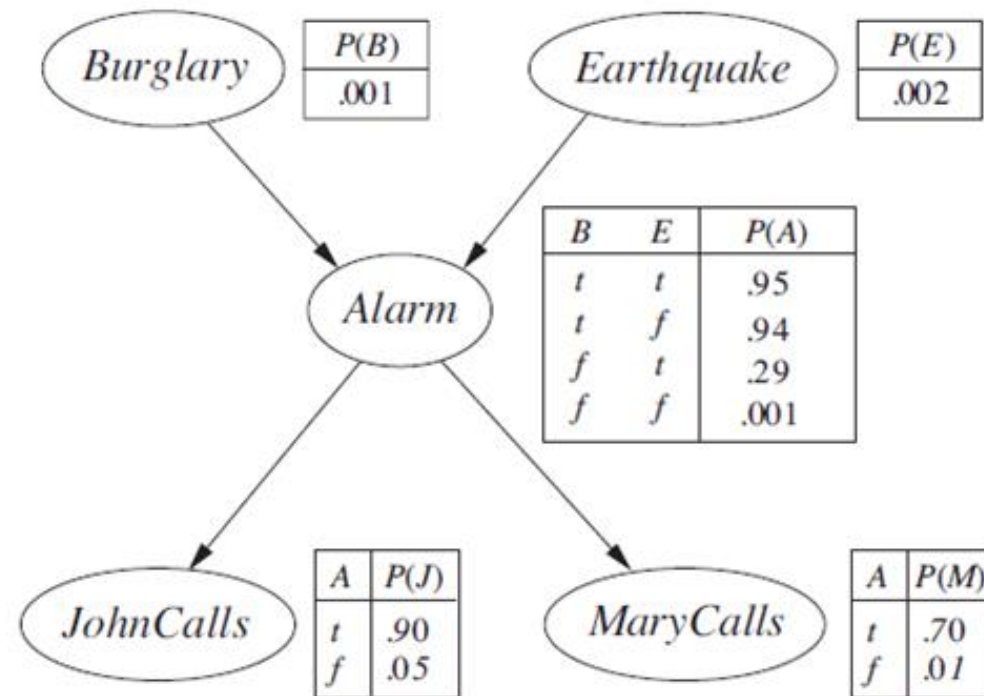 Burglary
P(B)
.001
Earthquake
P(E)
.002
Alarm
B E P(A)
t t .95
t f .94
f t .29
f f .001
JohnCalls
A P(J)
t .90
f .05
MaryCalls
A P(M)
t .70
f .01